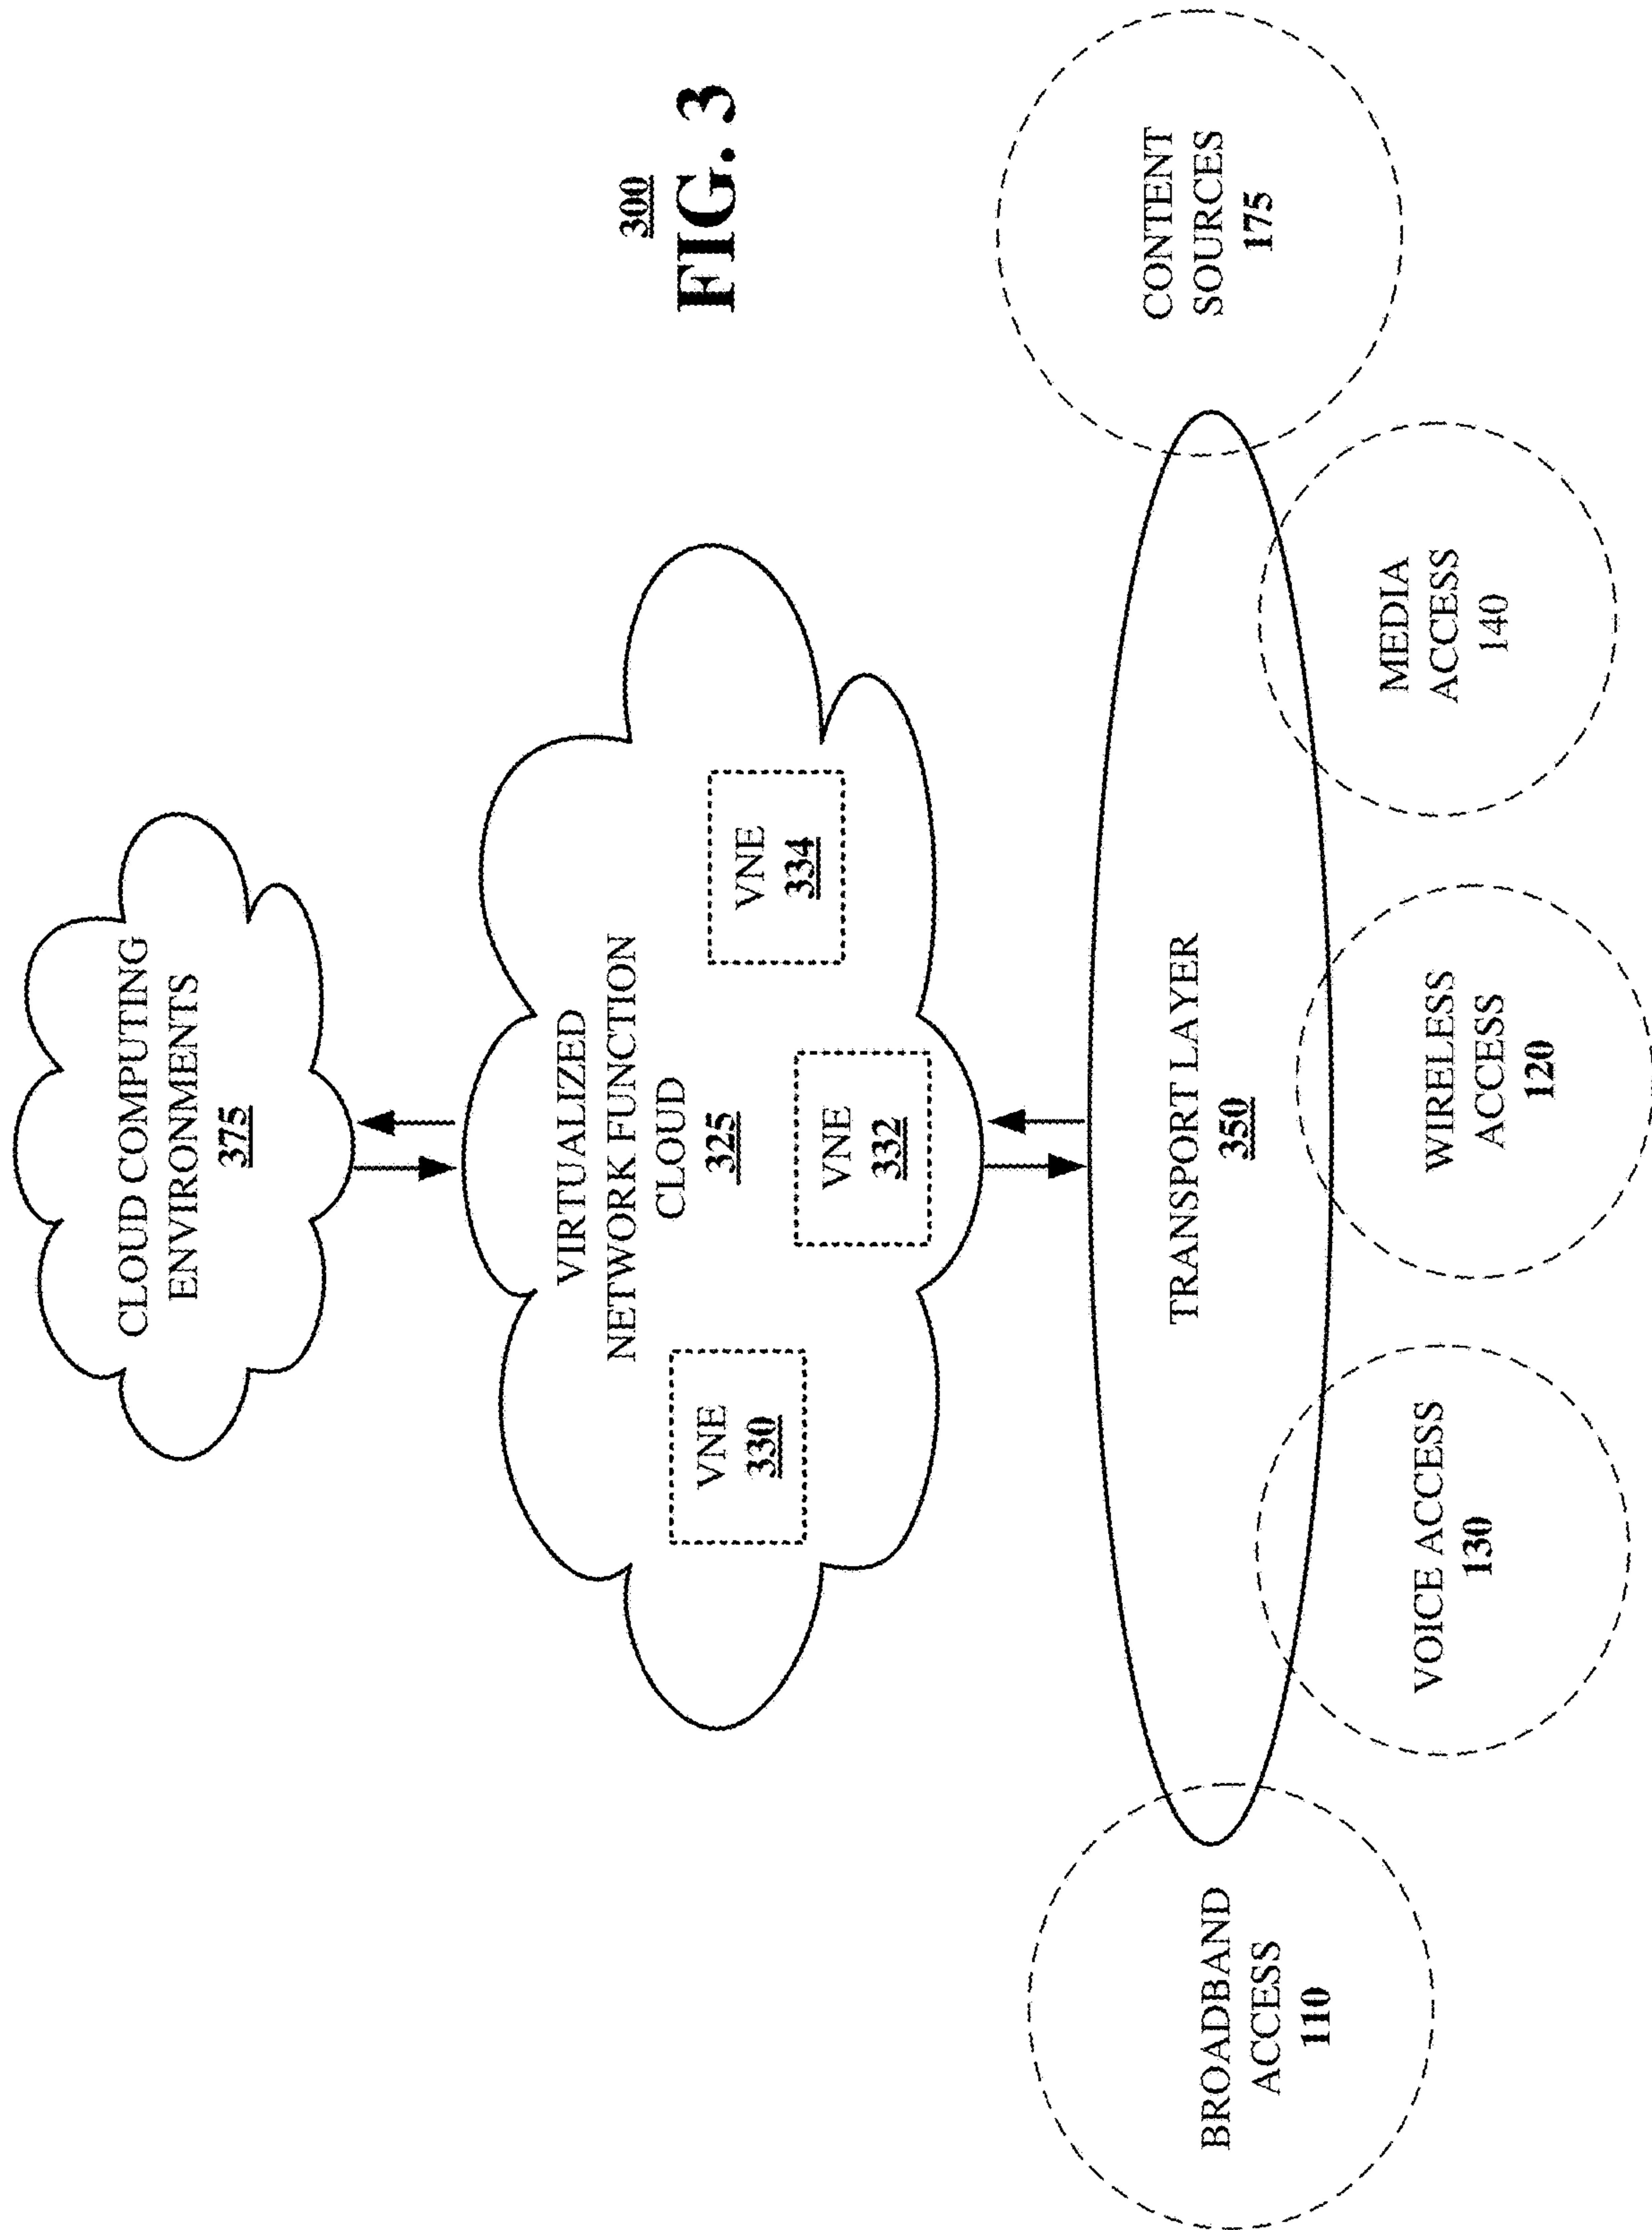 CLOUD COMPUTING
ENVIRONMENTS
375
VIRTUALIZED
NETWORK FUNCTION
CLOUD
325
VNE
330
VNE
332
VNE
334
300
FIG. 3
TRANSPORT LAYER
350
BROADBAND
ACCESS
110
VOICE ACCESS
130
WIRELESS
ACCESS
120
MEDIA
ACCESS
140
CONTENT
SOURCES
175